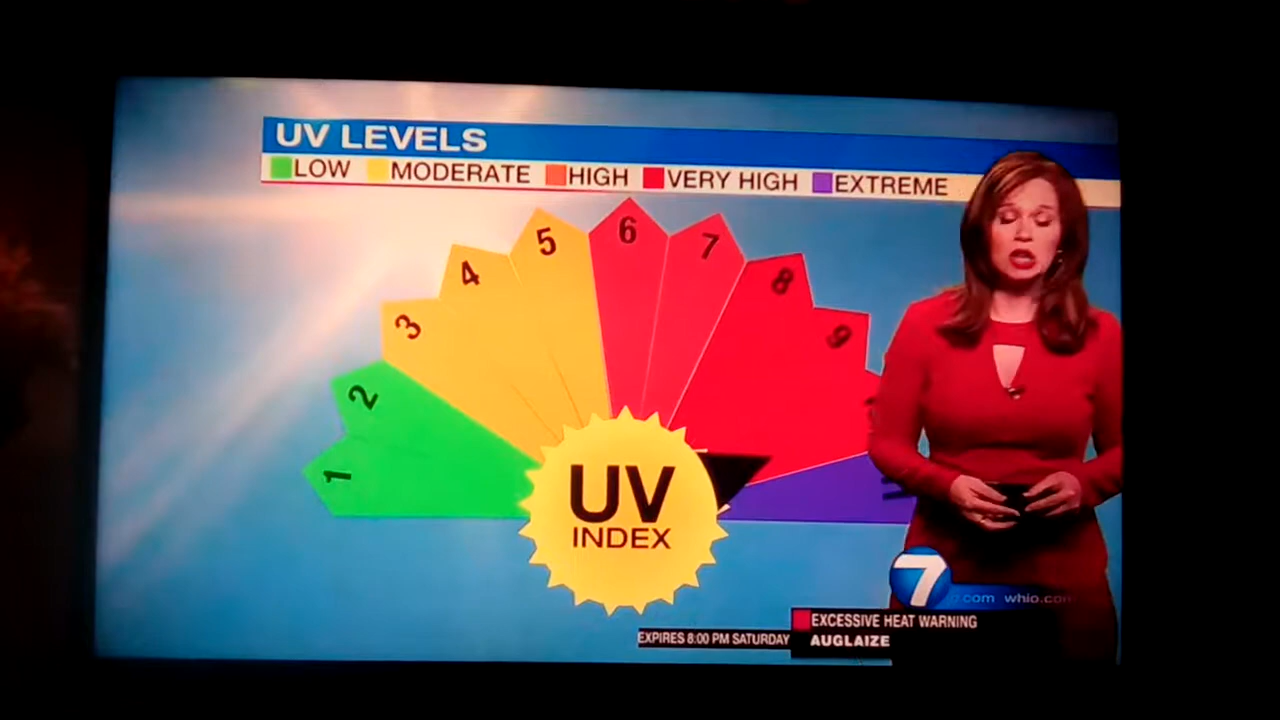 UV LEVELS
LOW MODERATE HIGH VERY HIGH EXTREME
1
2
3
4
5
6
7
8
9
UV
INDEX
7
.com whio.com
EXCESSIVE HEAT WARNING
EXPIRES 8:00 PM SATURDAY
AUGLAIZE